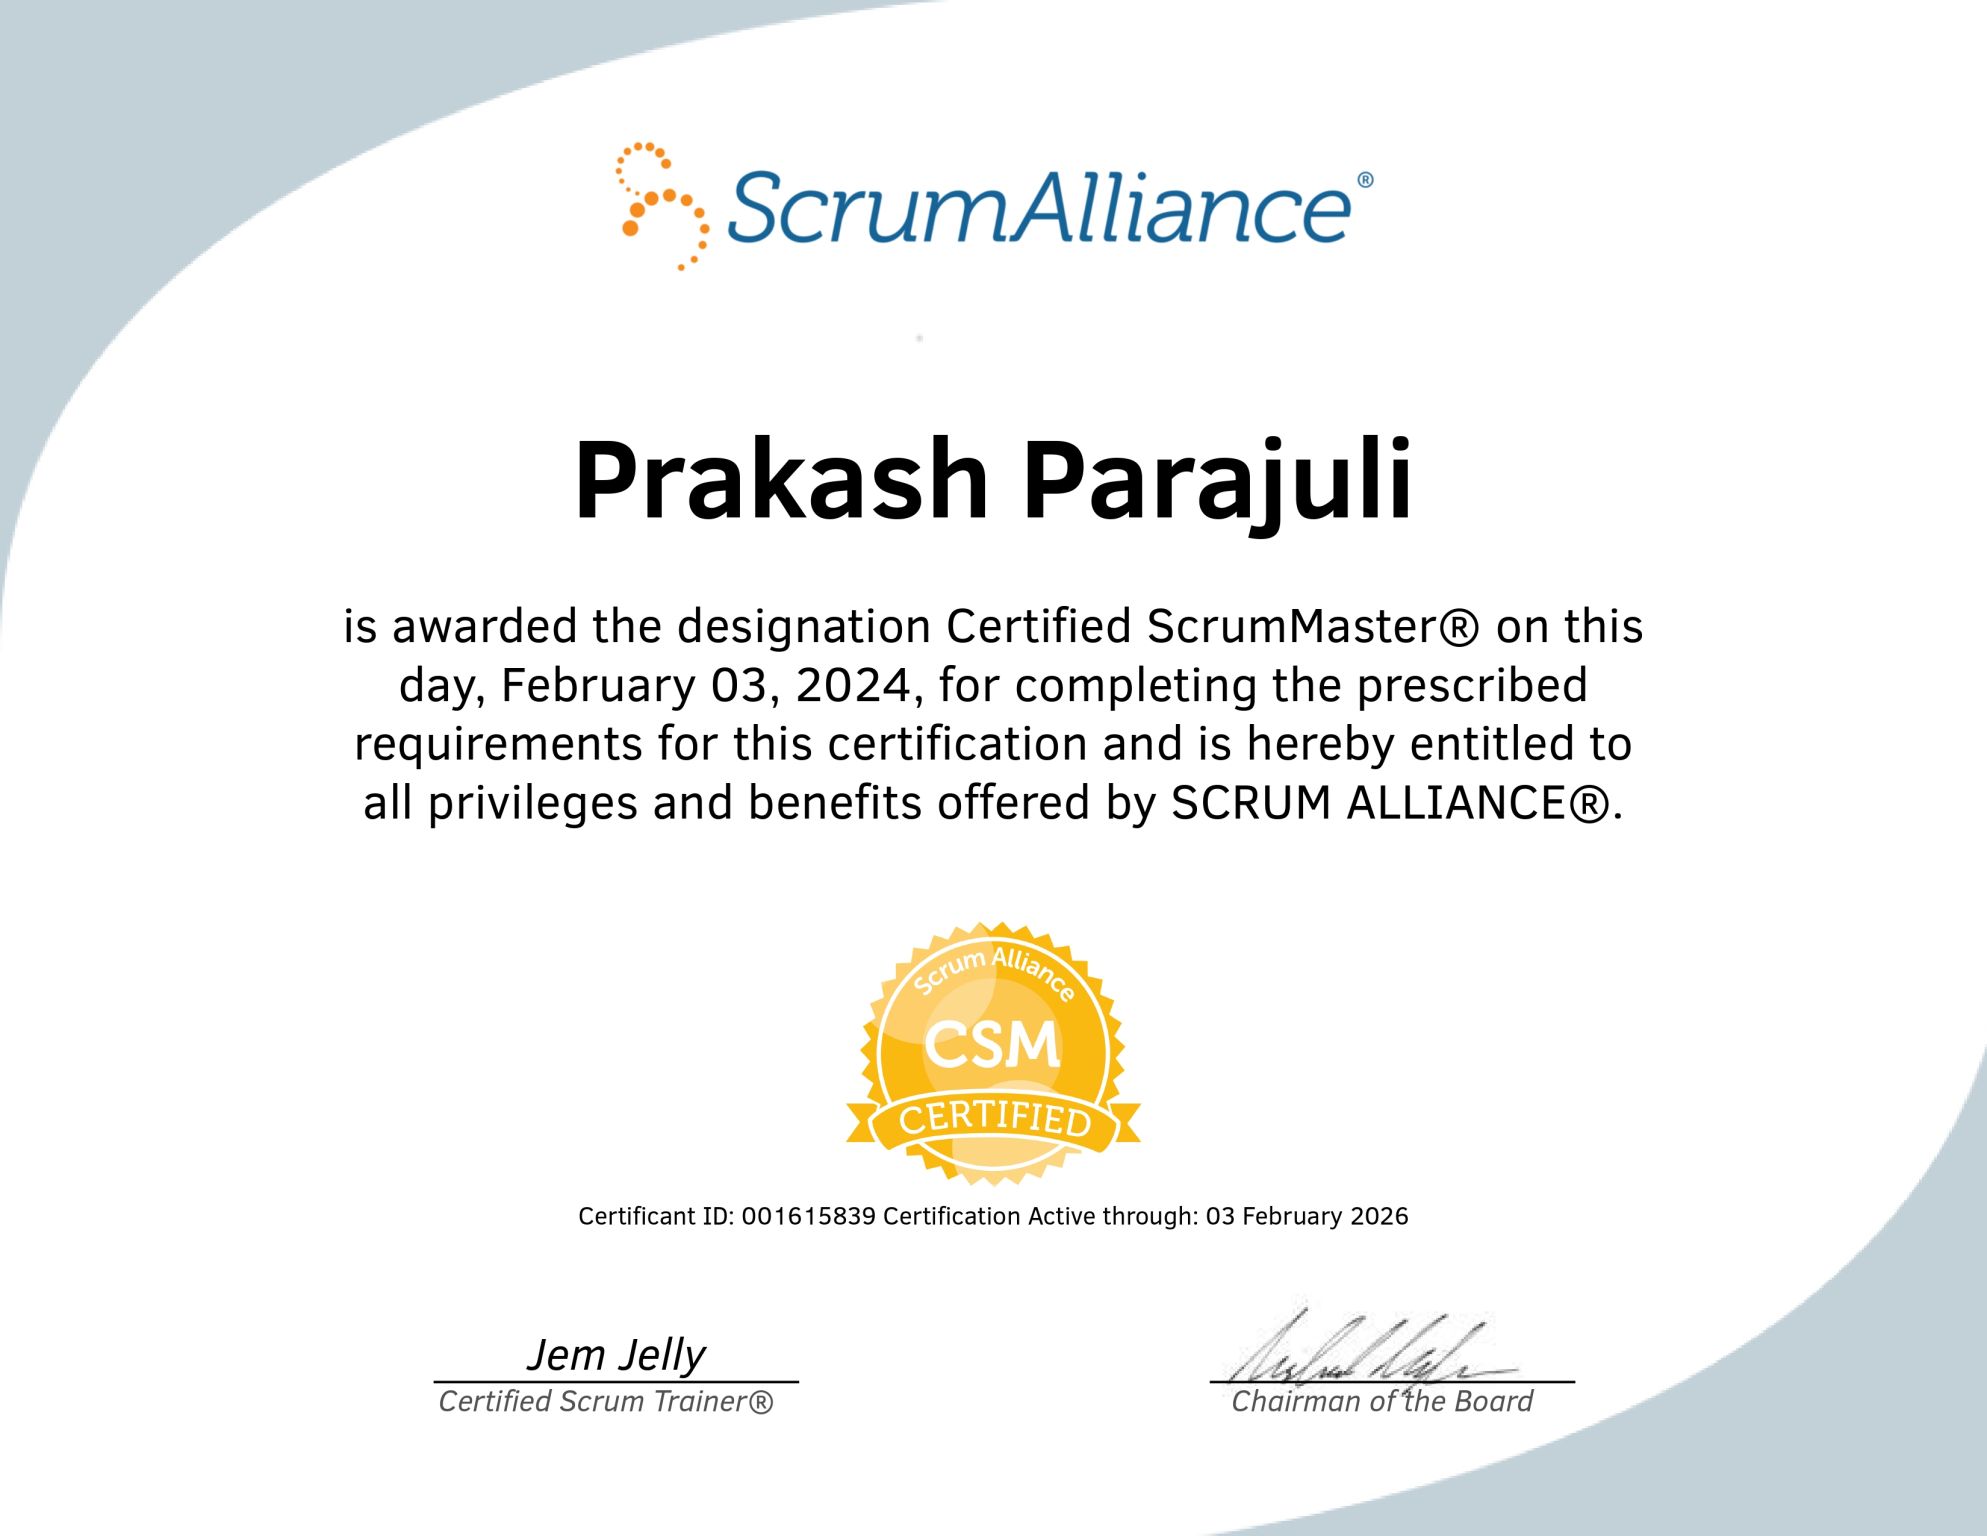 ScrumAlliance®
Prakash Parajuli
is awarded the designation Certified ScrumMaster® on this
day, February 03, 2024, for completing the prescribed
requirements for this certification and is hereby entitled to
all privileges and benefits offered by SCRUM ALLIANCE®.
Scrum Alliance
CSM
CERTIFIED
Certificant ID: 001615839 Certification Active through: 03 February 2026
Jem Jelly
Certified Scrum Trainer®
Chairman of the Board